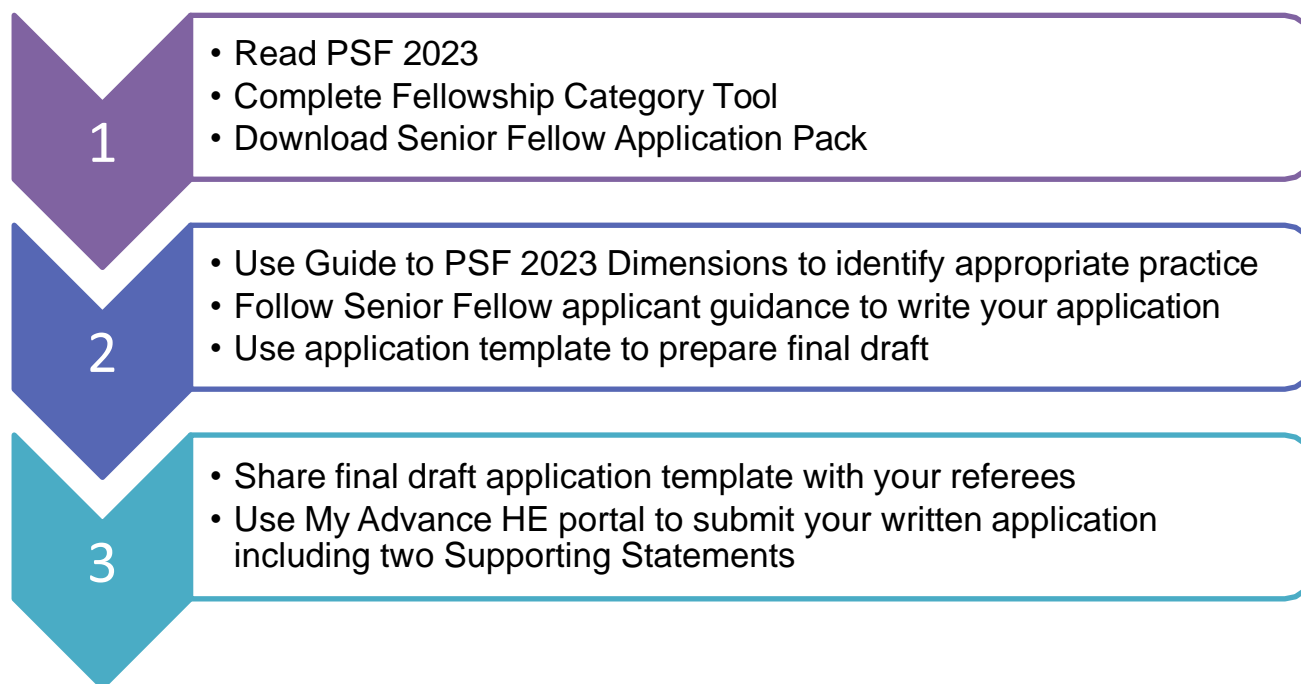 1
• Read PSF 2023
• Complete Fellowship Category Tool
• Download Senior Fellow Application Pack
2
• Use Guide to PSF 2023 Dimensions to identify appropriate practice
• Follow Senior Fellow applicant guidance to write your application
• Use application template to prepare final draft
3
• Share final draft application template with your referees
• Use My Advance HE portal to submit your written application
including two Supporting Statements